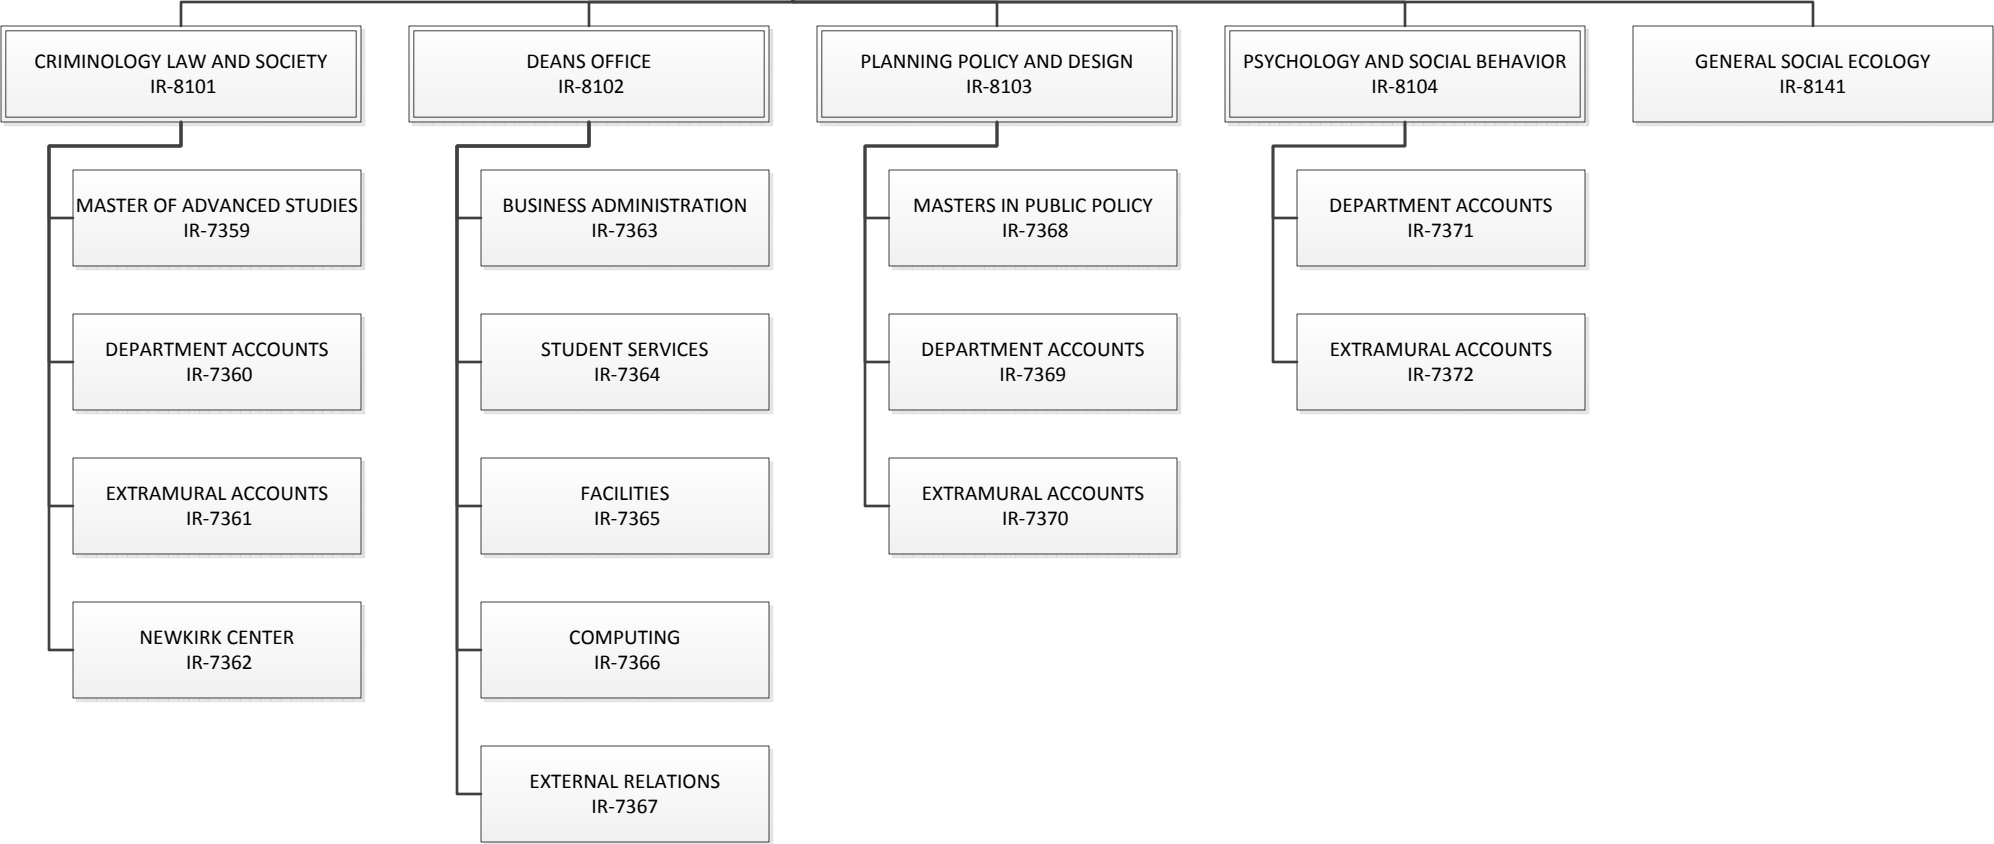 CRIMINOLOGY LAW AND SOCIETY
IR-8101
DEANS OFFICE
IR-8102
PLANNING POLICY AND DESIGN
IR-8103
PSYCHOLOGY AND SOCIAL BEHAVIOR
IR-8104
GENERAL SOCIAL ECOLOGY
IR-8141
MASTER OF ADVANCED STUDIES
IR-7359
DEPARTMENT ACCOUNTS
IR-7360
EXTRAMURAL ACCOUNTS
IR-7361
NEWKIRK CENTER
IR-7362
BUSINESS ADMINISTRATION
IR-7363
STUDENT SERVICES
IR-7364
FACILITIES
IR-7365
COMPUTING
IR-7366
EXTERNAL RELATIONS
IR-7367
MASTERS IN PUBLIC POLICY
IR-7368
DEPARTMENT ACCOUNTS
IR-7369
EXTRAMURAL ACCOUNTS
IR-7370
DEPARTMENT ACCOUNTS
IR-7371
EXTRAMURAL ACCOUNTS
IR-7372